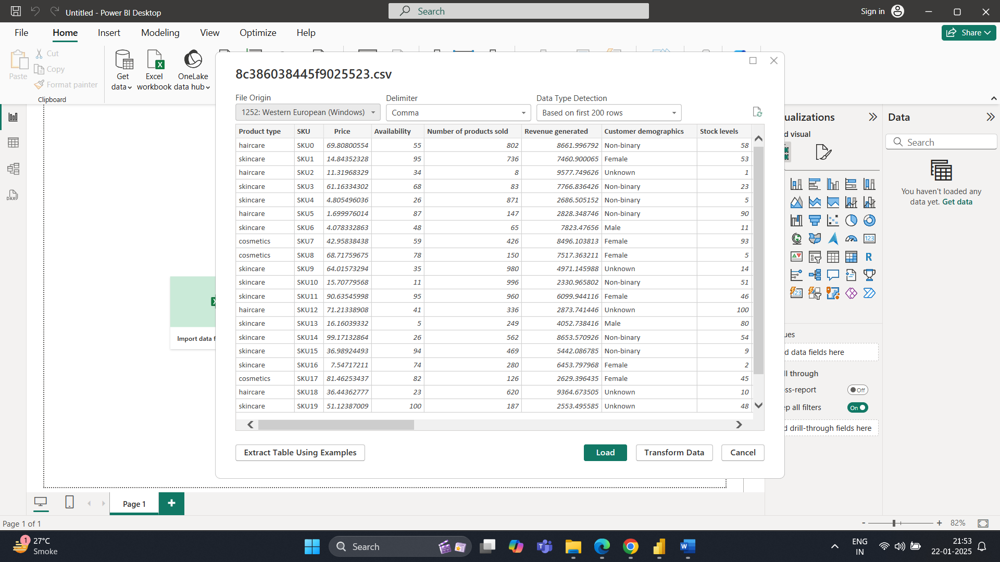 Untitled - Power BI Desktop
Search
Sign in
File Home Insert Modeling View Optimize Help
Share
Paste
Cut
Copy
Format painter
Clipboard
Get data
Excel workbook
OneLake data hub
8c386038445f9025523.csv
File Origin Delimiter Data Type Detection
1252: Western European (Windows) Comma Based on first 200 rows
Product type SKU Price Availability Number of products sold Revenue generated Customer demographics Stock levels
haircare SKU0 69.80800554 55 802 8661.996792 Non-binary 58
skincare SKU1 14.84352328 95 736 7460.900065 Female 53
haircare SKU2 11.31968329 34 8 9577.749626 Unknown 1
skincare SKU3 61.16334302 68 83 7766.836426 Non-binary 23
skincare SKU4 4.805496036 26 871 2686.505152 Non-binary 5
haircare SKU5 1.699976014 87 147 2828.348746 Non-binary 90
skincare SKU6 4.078332863 48 65 7823.47656 Male 11
cosmetics SKU7 42.95838438 59 426 8496.103813 Female 93
cosmetics SKU8 68.71759675 78 150 7517.363211 Female 5
skincare SKU9 64.01573294 35 980 4971.145988 Unknown 14
skincare SKU10 15.70779568 11 996 2330.965802 Non-binary 51
skincare SKU11 90.63545998 95 960 6099.944116 Female 46
haircare SKU12 71.21338908 41 336 2873.741446 Unknown 100
skincare SKU13 16.16039332 5 249 4052.738416 Male 80
skincare SKU14 99.17132864 26 562 8653.570926 Non-binary 54
skincare SKU15 36.98924493 94 469 5442.086785 Non-binary 9
skincare SKU16 7.54717211 74 280 6453.797968 Female 2
cosmetics SKU17 81.46253437 82 126 2629.396435 Female 45
haircare SKU18 36.44362777 23 620 9364.673505 Unknown 10
skincare SKU19 51.12387009 100 187 2553.495585 Unknown 48
Extract Table Using Examples Load Transform Data Cancel
Import data f
DAX
ualizations
d visual
123
R
123
ues
d data fields here
ll through
ss-report Off
p all filters On
d drill-through fields here
Data
Search
You haven't loaded any
data yet. Get data
Page 1
Page 1 of 1
- + 82%
1
27°C
Smoke
Search
ENG
IN
21:53
22-01-2025